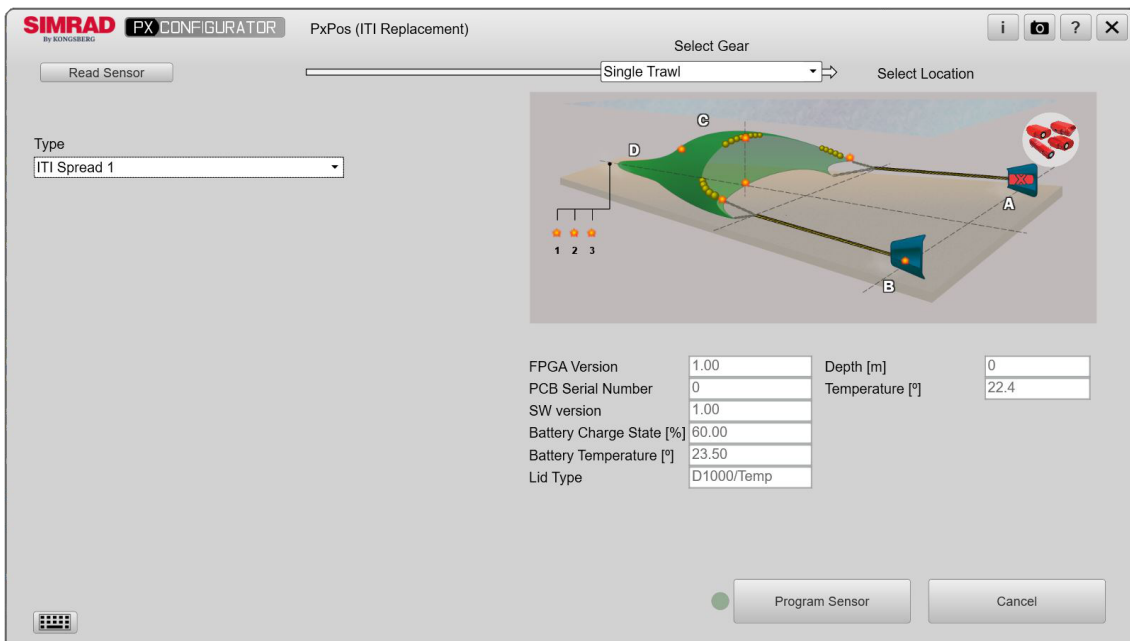 SIMRAD PX CONFIGURATOR PxPos (ITI Replacement) i ?
By KONGSBERG
Select Gear
Read Sensor Single Trawl Select Location
Type
ITI Spread 1
C
D
A
B
1 2 3
FPGA Version 1.00 Depth [m] 0
PCB Serial Number 0 Temperature [º] 22.4
SW version 1.00
Battery Charge State [%] 60.00
Battery Temperature [º] 23.50
Lid Type D1000/Temp
Program Sensor Cancel